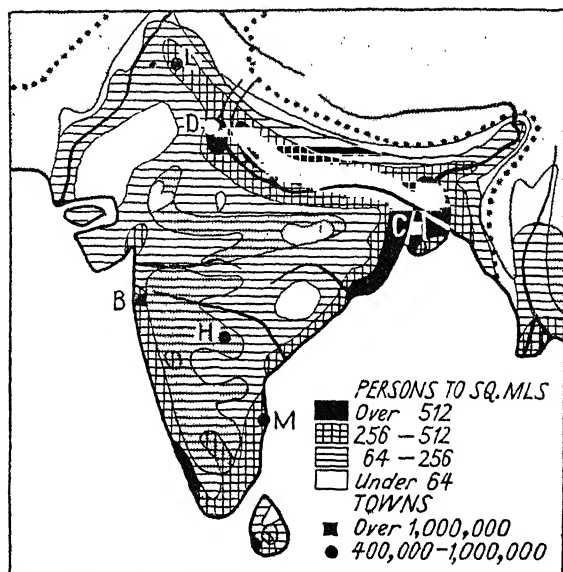 L
D
C
B
H
M
PERSONS TO SQ. MLS
Over 512
256 – 512
64 – 256
Under 64
TOWNS
Over 1,000,000
400,000–1,000,000